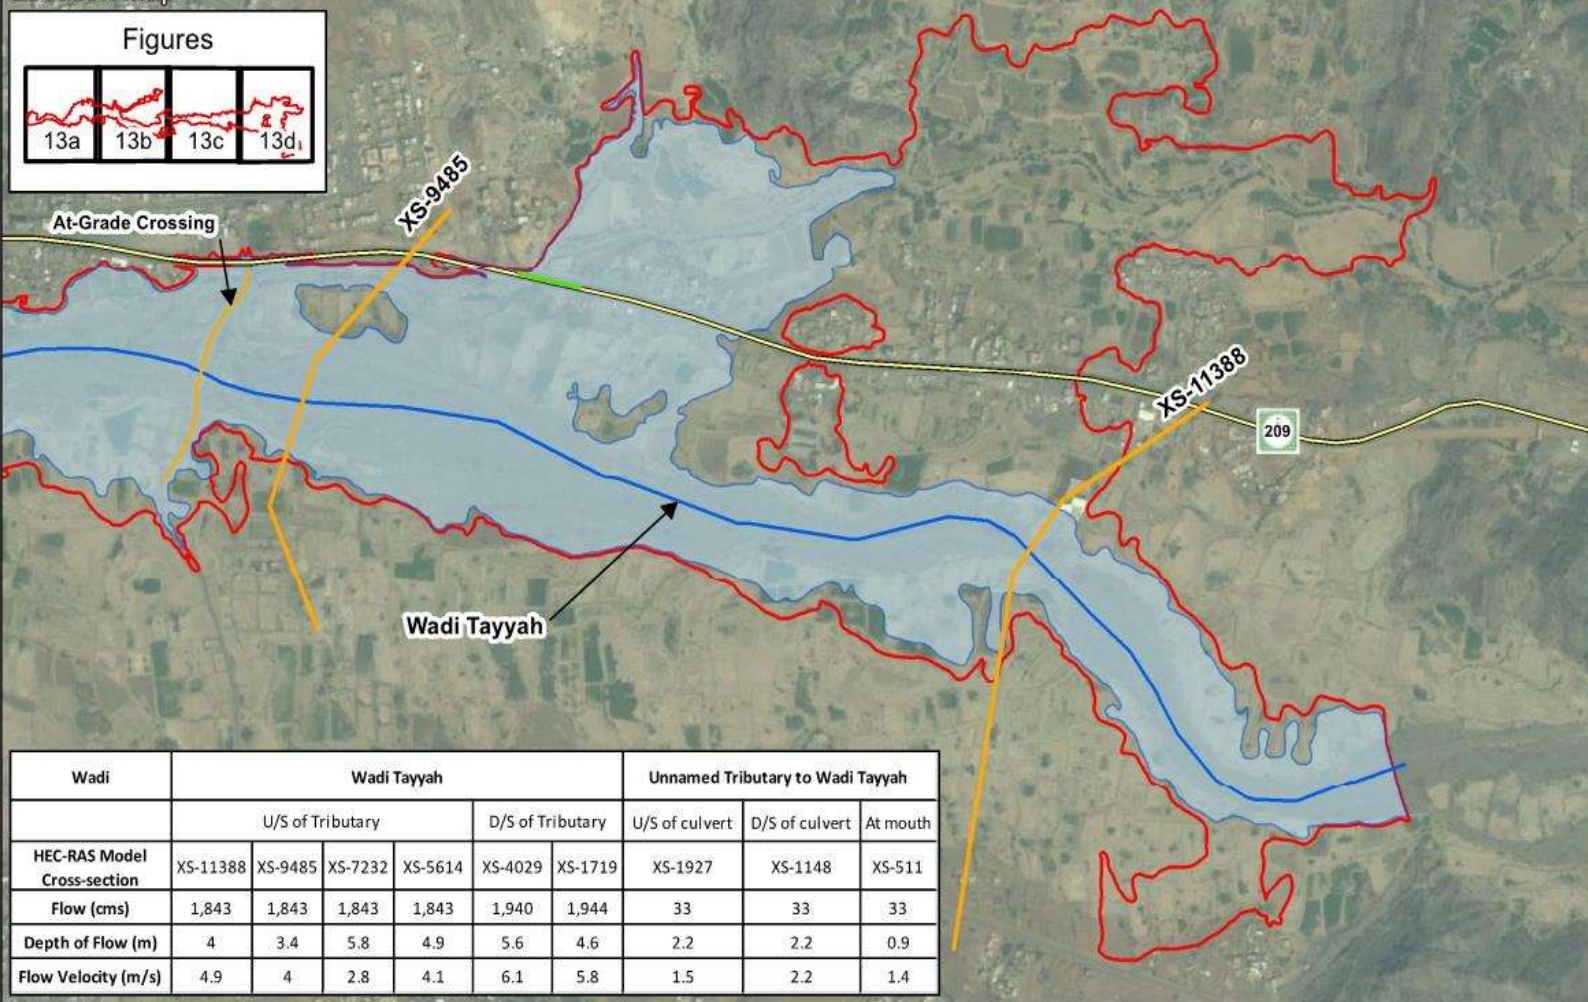 Figures
13a 13b 13c 13d
At-Grade Crossing
XS-9485
XS-11388
209
Wadi Tayyah
Wadi Wadi Tayyah Unnamed Tributary to Wadi Tayyah
U/S of Tributary D/S of Tributary U/S of culvert D/S of culvert At mouth
HEC-RAS Model
Cross-section XS-11388 XS-9485 XS-7232 XS-5614 XS-4029 XS-1719 XS-1927 XS-1148 XS-511
Flow (cms) 1,843 1,843 1,843 1,843 1,940 1,944 33 33 33
Depth of Flow (m) 4 3.4 5.8 4.9 5.6 4.6 2.2 2.2 0.9
Flow Velocity (m/s) 4.9 4 2.8 4.1 6.1 5.8 1.5 2.2 1.4